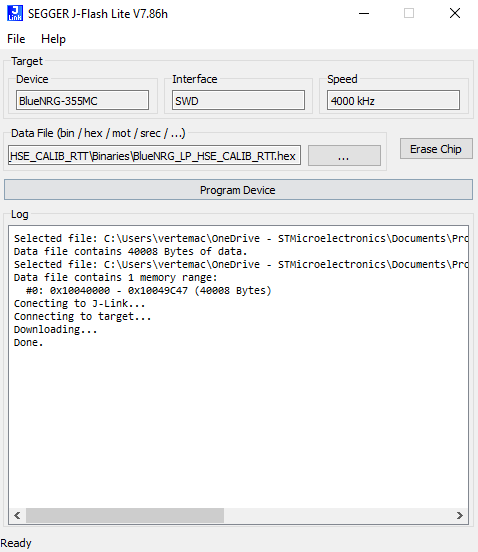 J
Link
SEGGER J-Flash Lite V7.86h
File Help
Target
Device
BlueNRG-355MC
Interface
SWD
Speed
4000 kHz
Data File (bin / hex / mot / srec / ...)
_HSE_CALIB_RTT\Binaries\BlueNRG_LP_HSE_CALIB_RTT.hex
...
Erase Chip
Program Device
Log
Selected file: C:\Users\vertemac\OneDrive - STMicroelectronics\Documents\Pro
Data file contains 40008 Bytes of data.
Selected file: C:\Users\vertemac\OneDrive - STMicroelectronics\Documents\Pro
Data file contains 1 memory range:
#0: 0x10040000 - 0x10049C47 (40008 Bytes)
Conecting to J-Link...
Connecting to target...
Downloading...
Done.
Ready